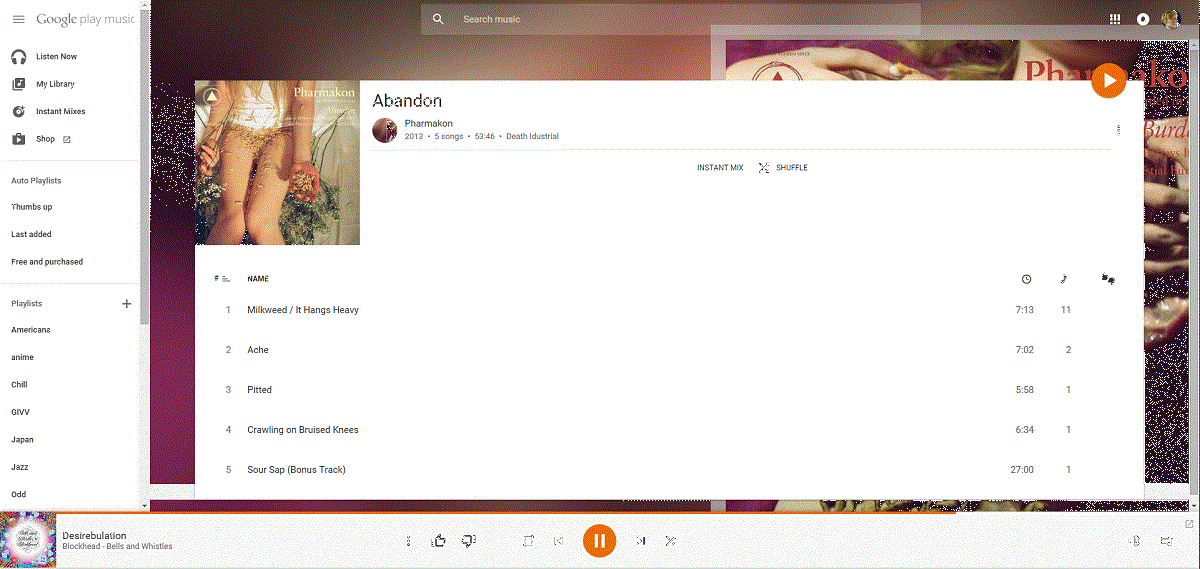 Google play music
Search music
Listen Now
My Library
Instant Mixes
Shop
Auto Playlists
Thumbs up
Last added
Free and purchased
Playlists
Americans
anime
Chill
GIVV
Japan
Jazz
Odd
Pharmakon
Abandon
Pharmakon
2013 • 5 songs • 53:46 • Death Idustrial
INSTANT MIX SHUFFLE
# NAME
1 Milkweed / It Hangs Heavy 7:13 11
2 Ache 7:02 2
3 Pitted 5:58 1
4 Crawling on Bruised Knees 6:34 1
5 Sour Sap (Bonus Track) 27:00 1
Desirebulation
Blockhead - Bells and Whistles